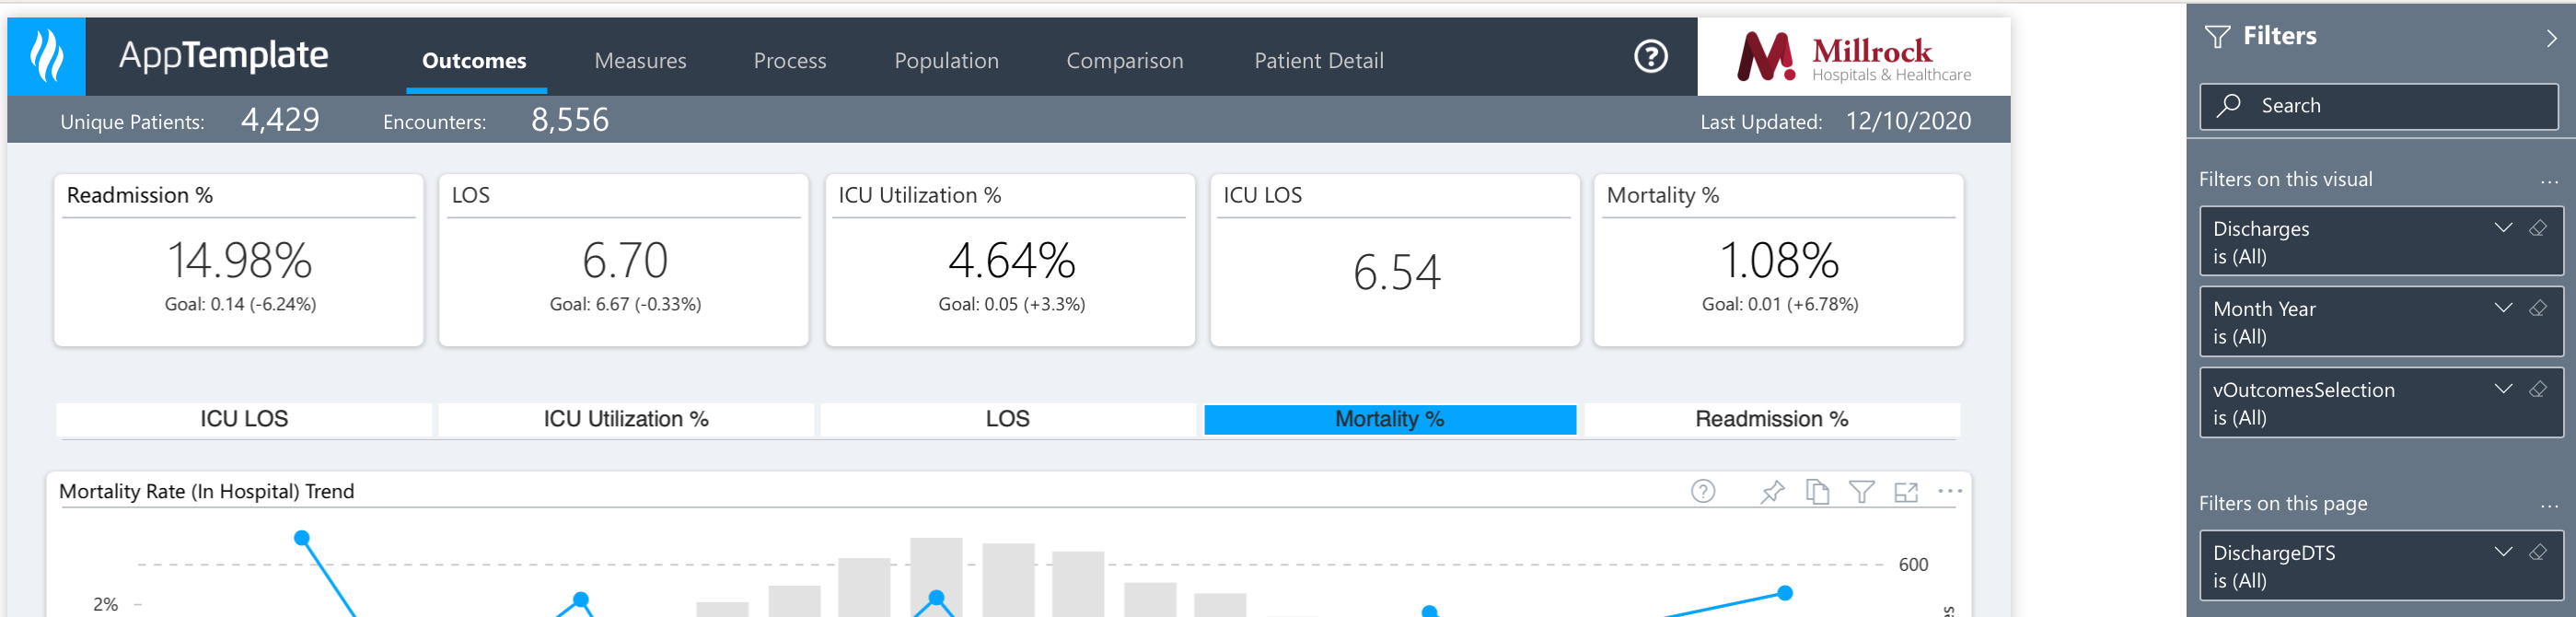 AppTemplate
Outcomes
Measures
Process
Population
Comparison
Patient Detail
?
Millrock
Hospitals & Healthcare
Unique Patients: 4,429
Encounters: 8,556
Last Updated: 12/10/2020
Readmission %
14.98%
Goal: 0.14 (-6.24%)
LOS
6.70
Goal: 6.67 (-0.33%)
ICU Utilization %
4.64%
Goal: 0.05 (+3.3%)
ICU LOS
6.54
Mortality %
1.08%
Goal: 0.01 (+6.78%)
ICU LOS
ICU Utilization %
LOS
Mortality %
Readmission %
Mortality Rate (In Hospital) Trend
?
600
2%
Filters
Search
Filters on this visual
Discharges
is (All)
Month Year
is (All)
vOutcomesSelection
is (All)
Filters on this page
DischargeDTS
is (All)